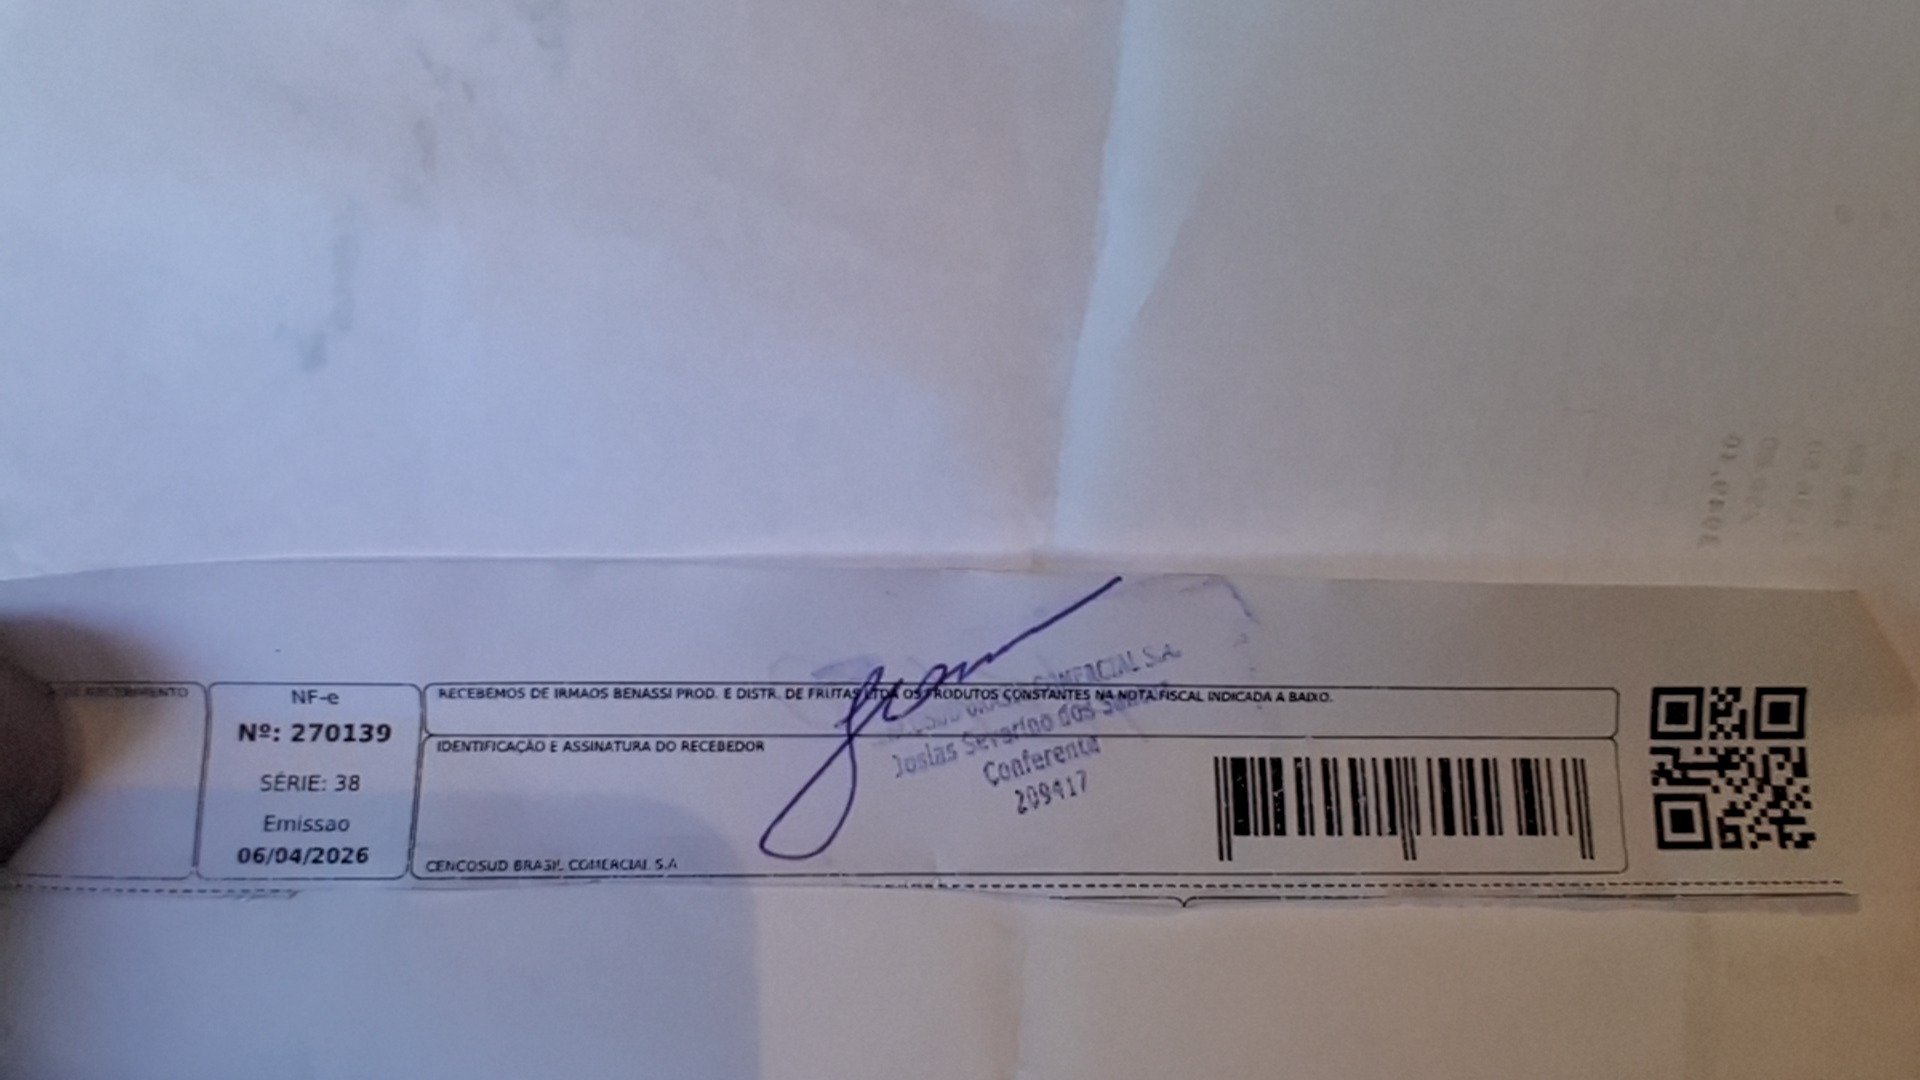 RECEBIMENTO
NF-e
Nº: 270139
SÉRIE: 38
Emissao
06/04/2026
RECEBEMOS DE IRMAOS BENASSI PROD. E DISTR. DE FRUTAS LTDA OS PRODUTOS CONSTANTES NA NOTA FISCAL INDICADA A BAIXO.
IDENTIFICAÇÃO E ASSINATURA DO RECEBEDOR
CENCOSUD BRASIL COMERCIAL S.A
COMERCIAL S.A.
Josias Severino dos
Conferente
209417